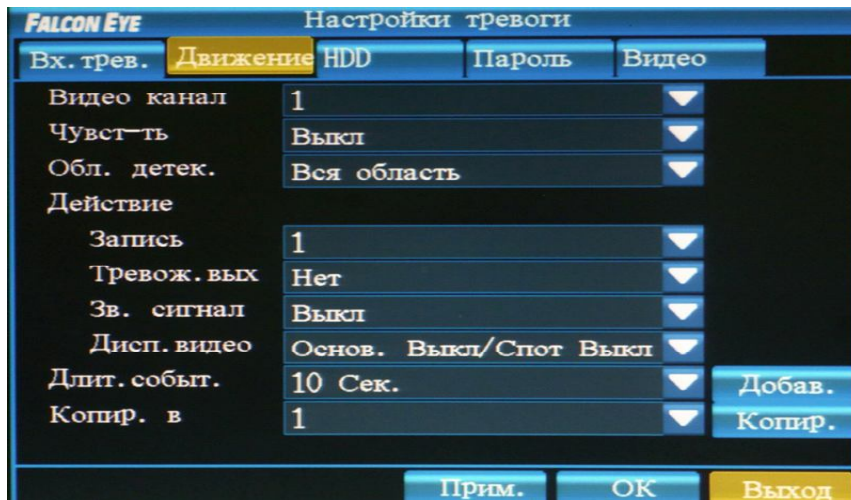 FALCON EYE Настройки тревоги
Вх.трев. Движение HDD Пароль Видео
Видео канал 1
Чувст-ть Выкл
Обл. детек. Вся область
Действие
Запись 1
Тревож.вых Нет
Зв. сигнал Выкл
Дисп.видео Основ. Выкл/Спот Выкл
Длит.событ. 10 Сек. Добав.
Копир. в 1 Копир.
Прим. OK Выход